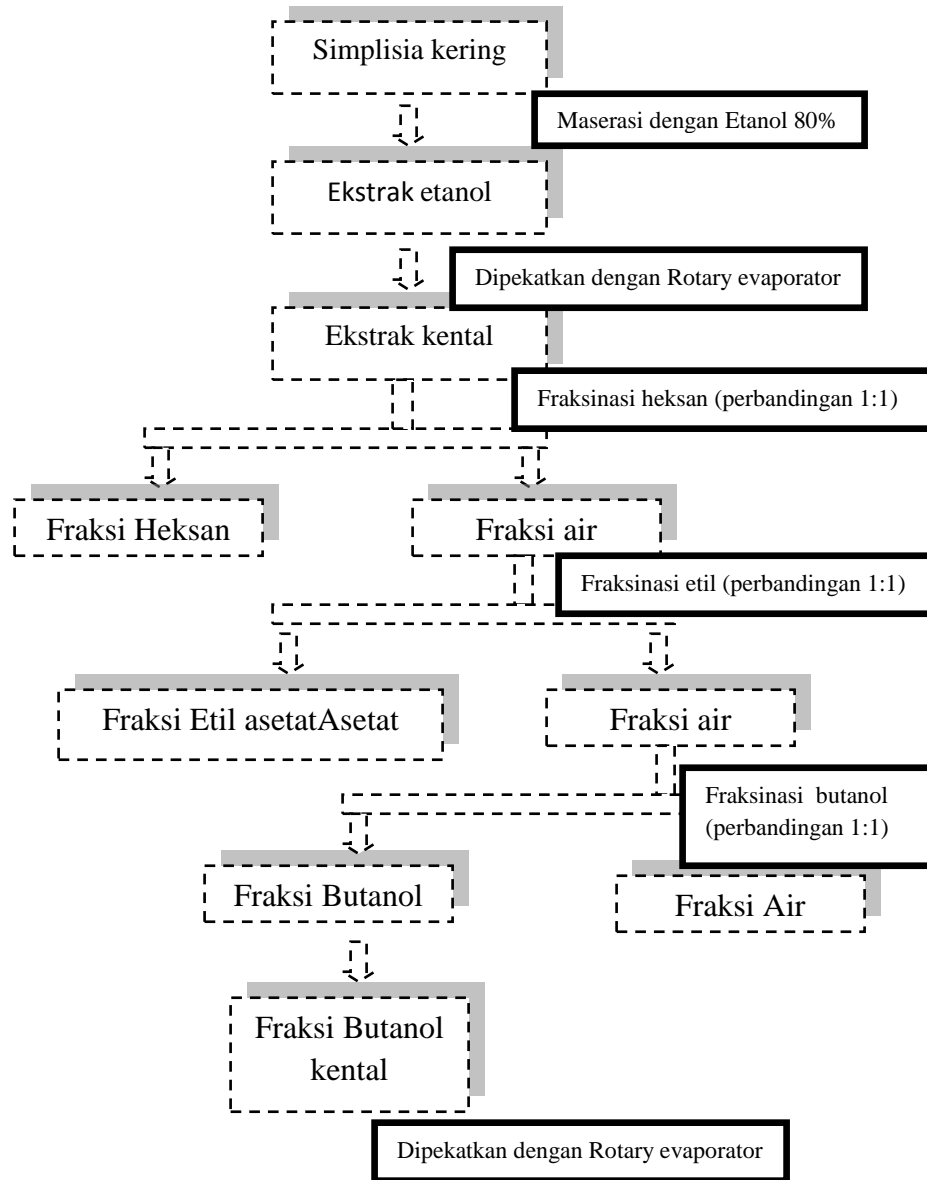 Simplisia kering
Maserasi dengan Etanol 80%
Ekstrak etanol
Dipekatkan dengan Rotary evaporator
Ekstrak kental
Fraksinasi heksan (perbandingan 1:1)
Fraksi Heksan
Fraksi air
Fraksinasi etil (perbandingan 1:1)
Fraksi Etil asetatAsetat
Fraksi air
Fraksinasi butanol
(perbandingan 1:1)
Fraksi Butanol
Fraksi Air
Fraksi Butanol
kental
Dipekatkan dengan Rotary evaporator